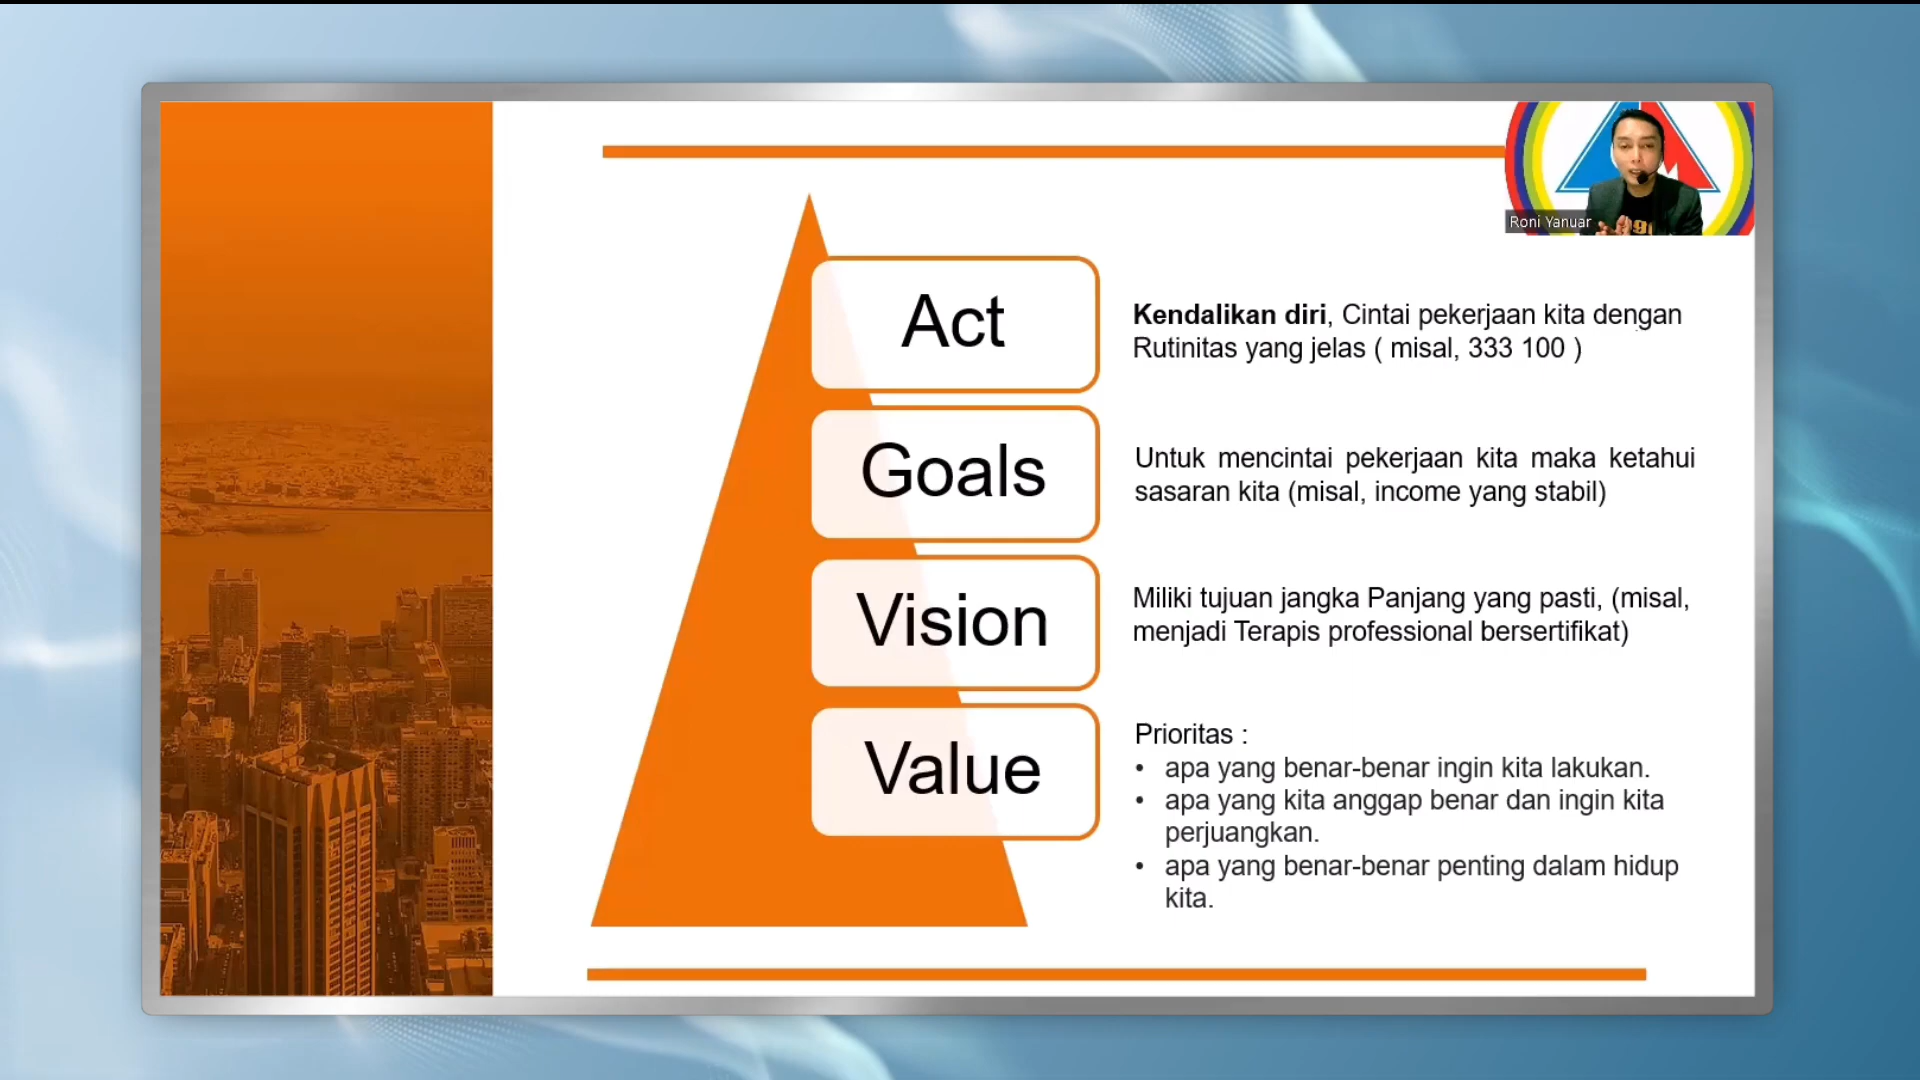 Roni Yanuar
Act
Kendalikan diri, Cintai pekerjaan kita dengan
Rutinitas yang jelas ( misal, 333 100 )
Goals
Untuk mencintai pekerjaan kita maka ketahui
sasaran kita (misal, income yang stabil)
Vision
Miliki tujuan jangka Panjang yang pasti, (misal,
menjadi Terapis professional bersertifikat)
Value
Prioritas :
• apa yang benar-benar ingin kita lakukan.
• apa yang kita anggap benar dan ingin kita
perjuangkan.
• apa yang benar-benar penting dalam hidup
kita.